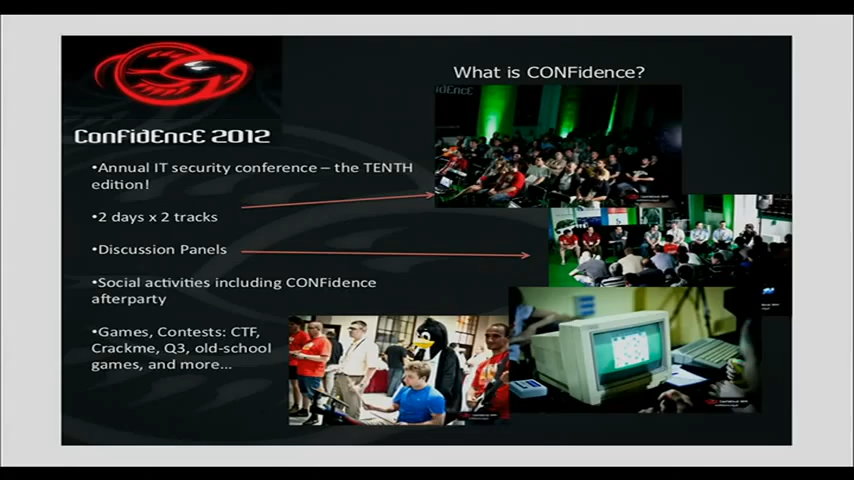 What is CONFidence?
CONFidENCE 2012
•Annual IT security conference – the TENTH
edition!
•2 days x 2 tracks
•Discussion Panels
•Social activities including CONFidence
afterparty
•Games, Contests: CTF,
Crackme, Q3, old-school
games, and more...